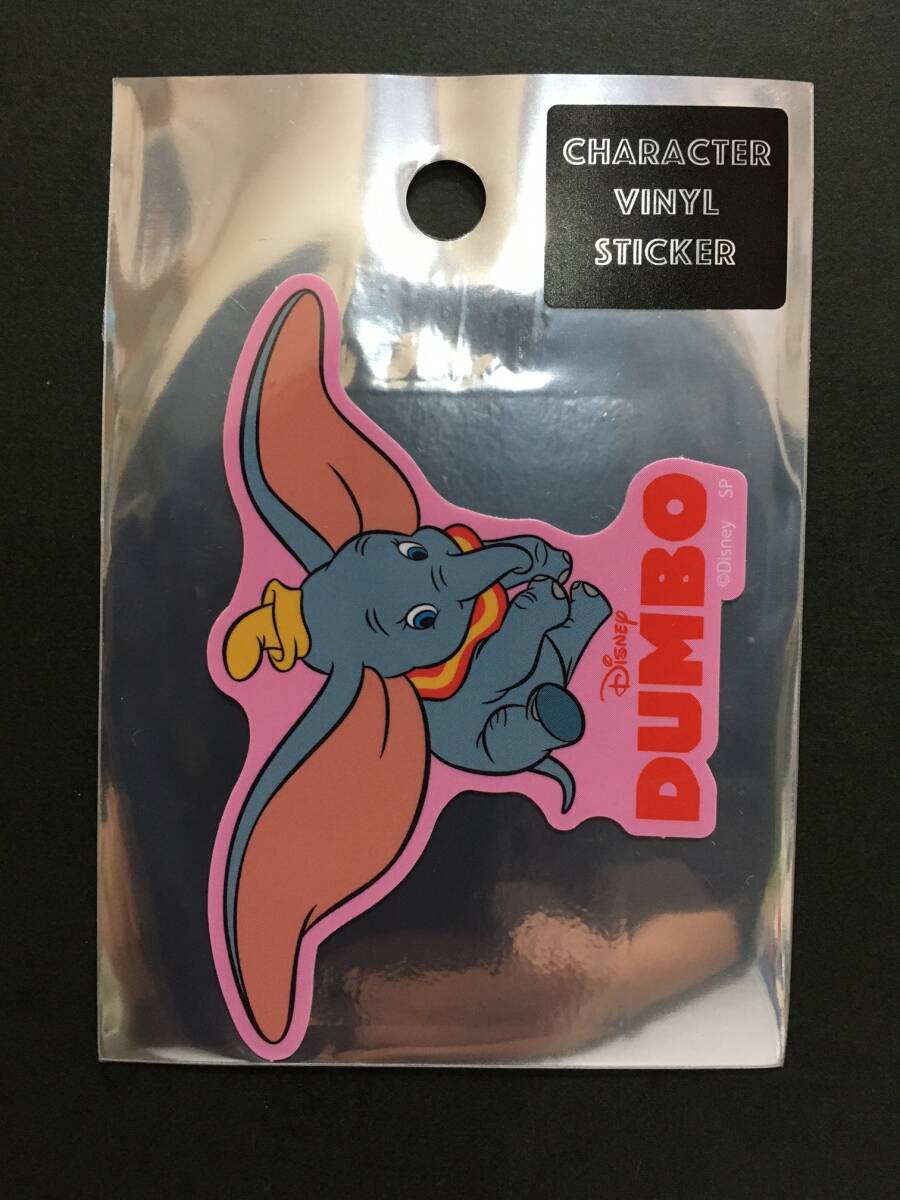 CHARACTER
VINYL
STICKER
Disney
DUMBO
©Disney SP